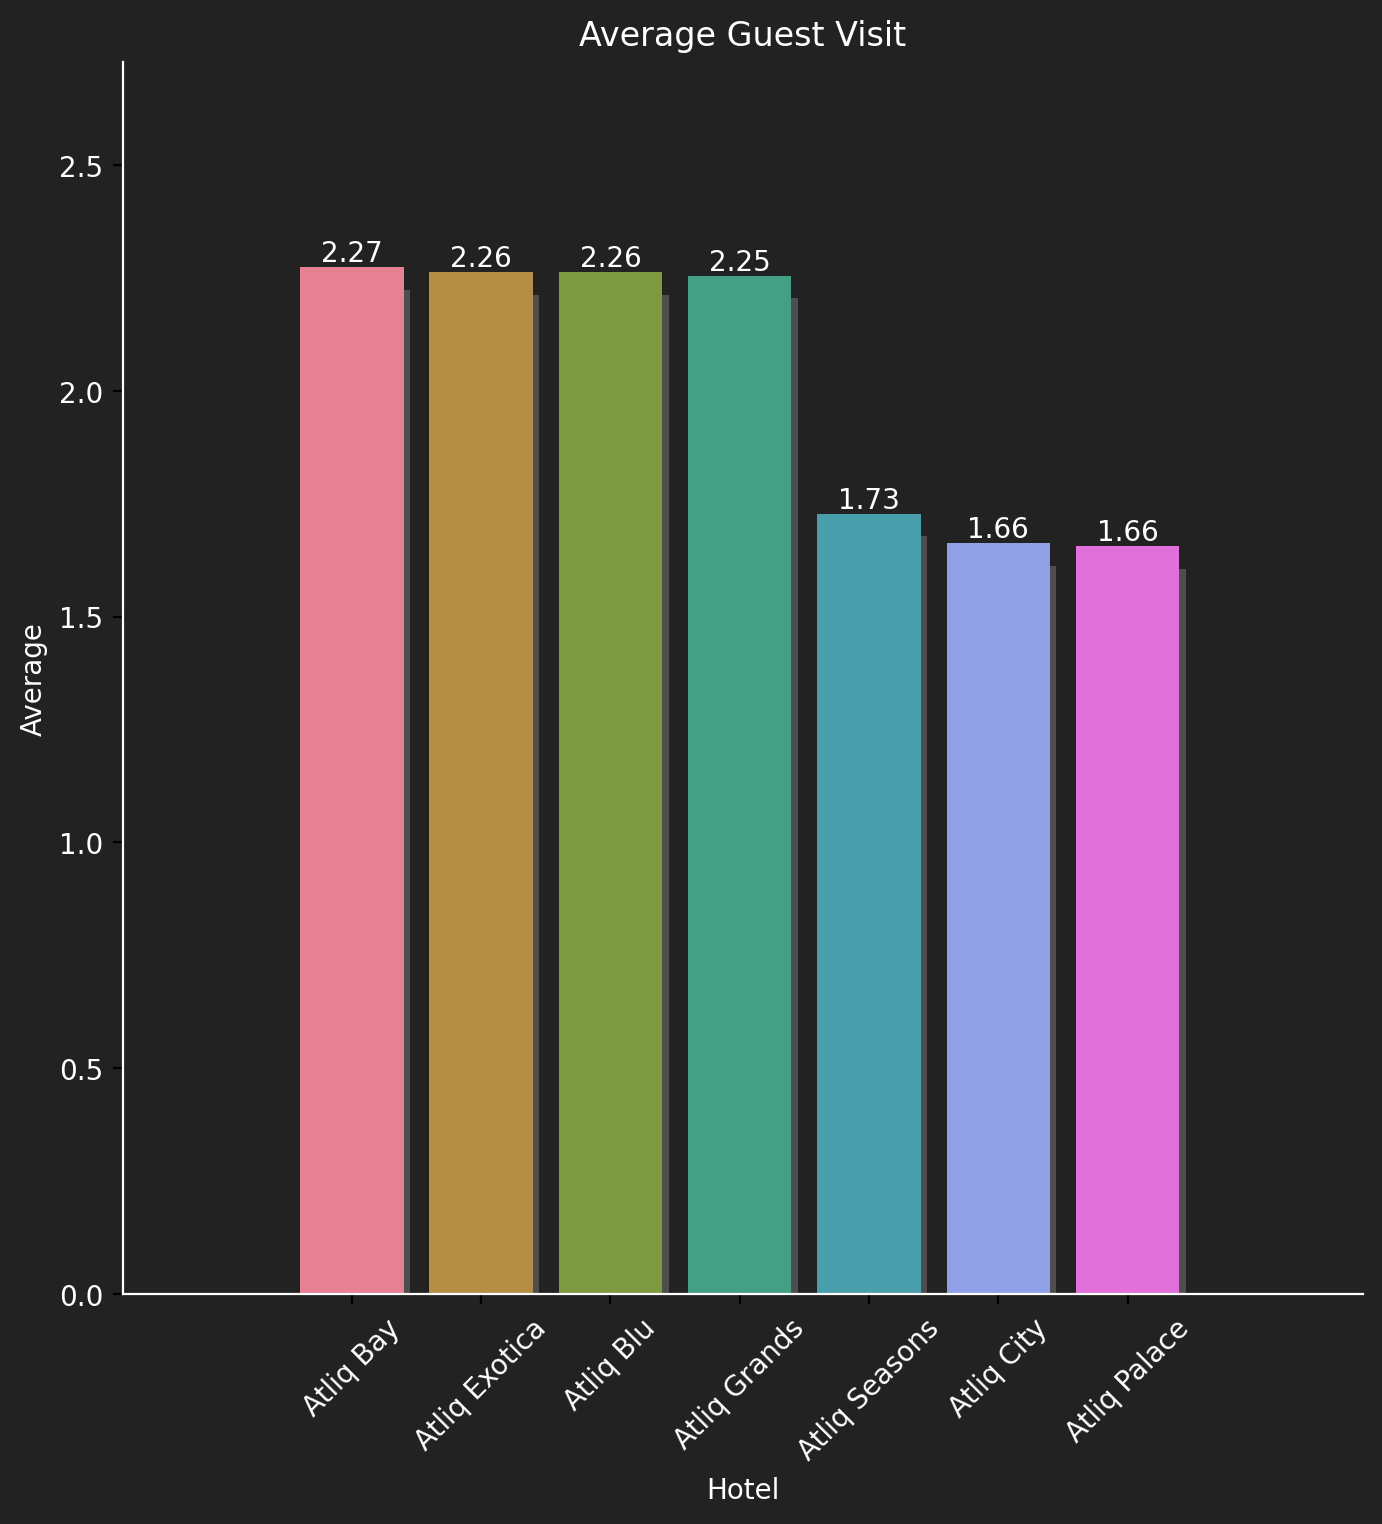 Average Guest Visit
2.5
2.0
1.5
1.0
0.5
0.0
Average
2.27
2.26
2.26
2.25
1.73
1.66
1.66
Atliq Bay
Atliq Exotica
Atliq Blu
Atliq Grands
Atliq Seasons
Atliq City
Atliq Palace
Hotel